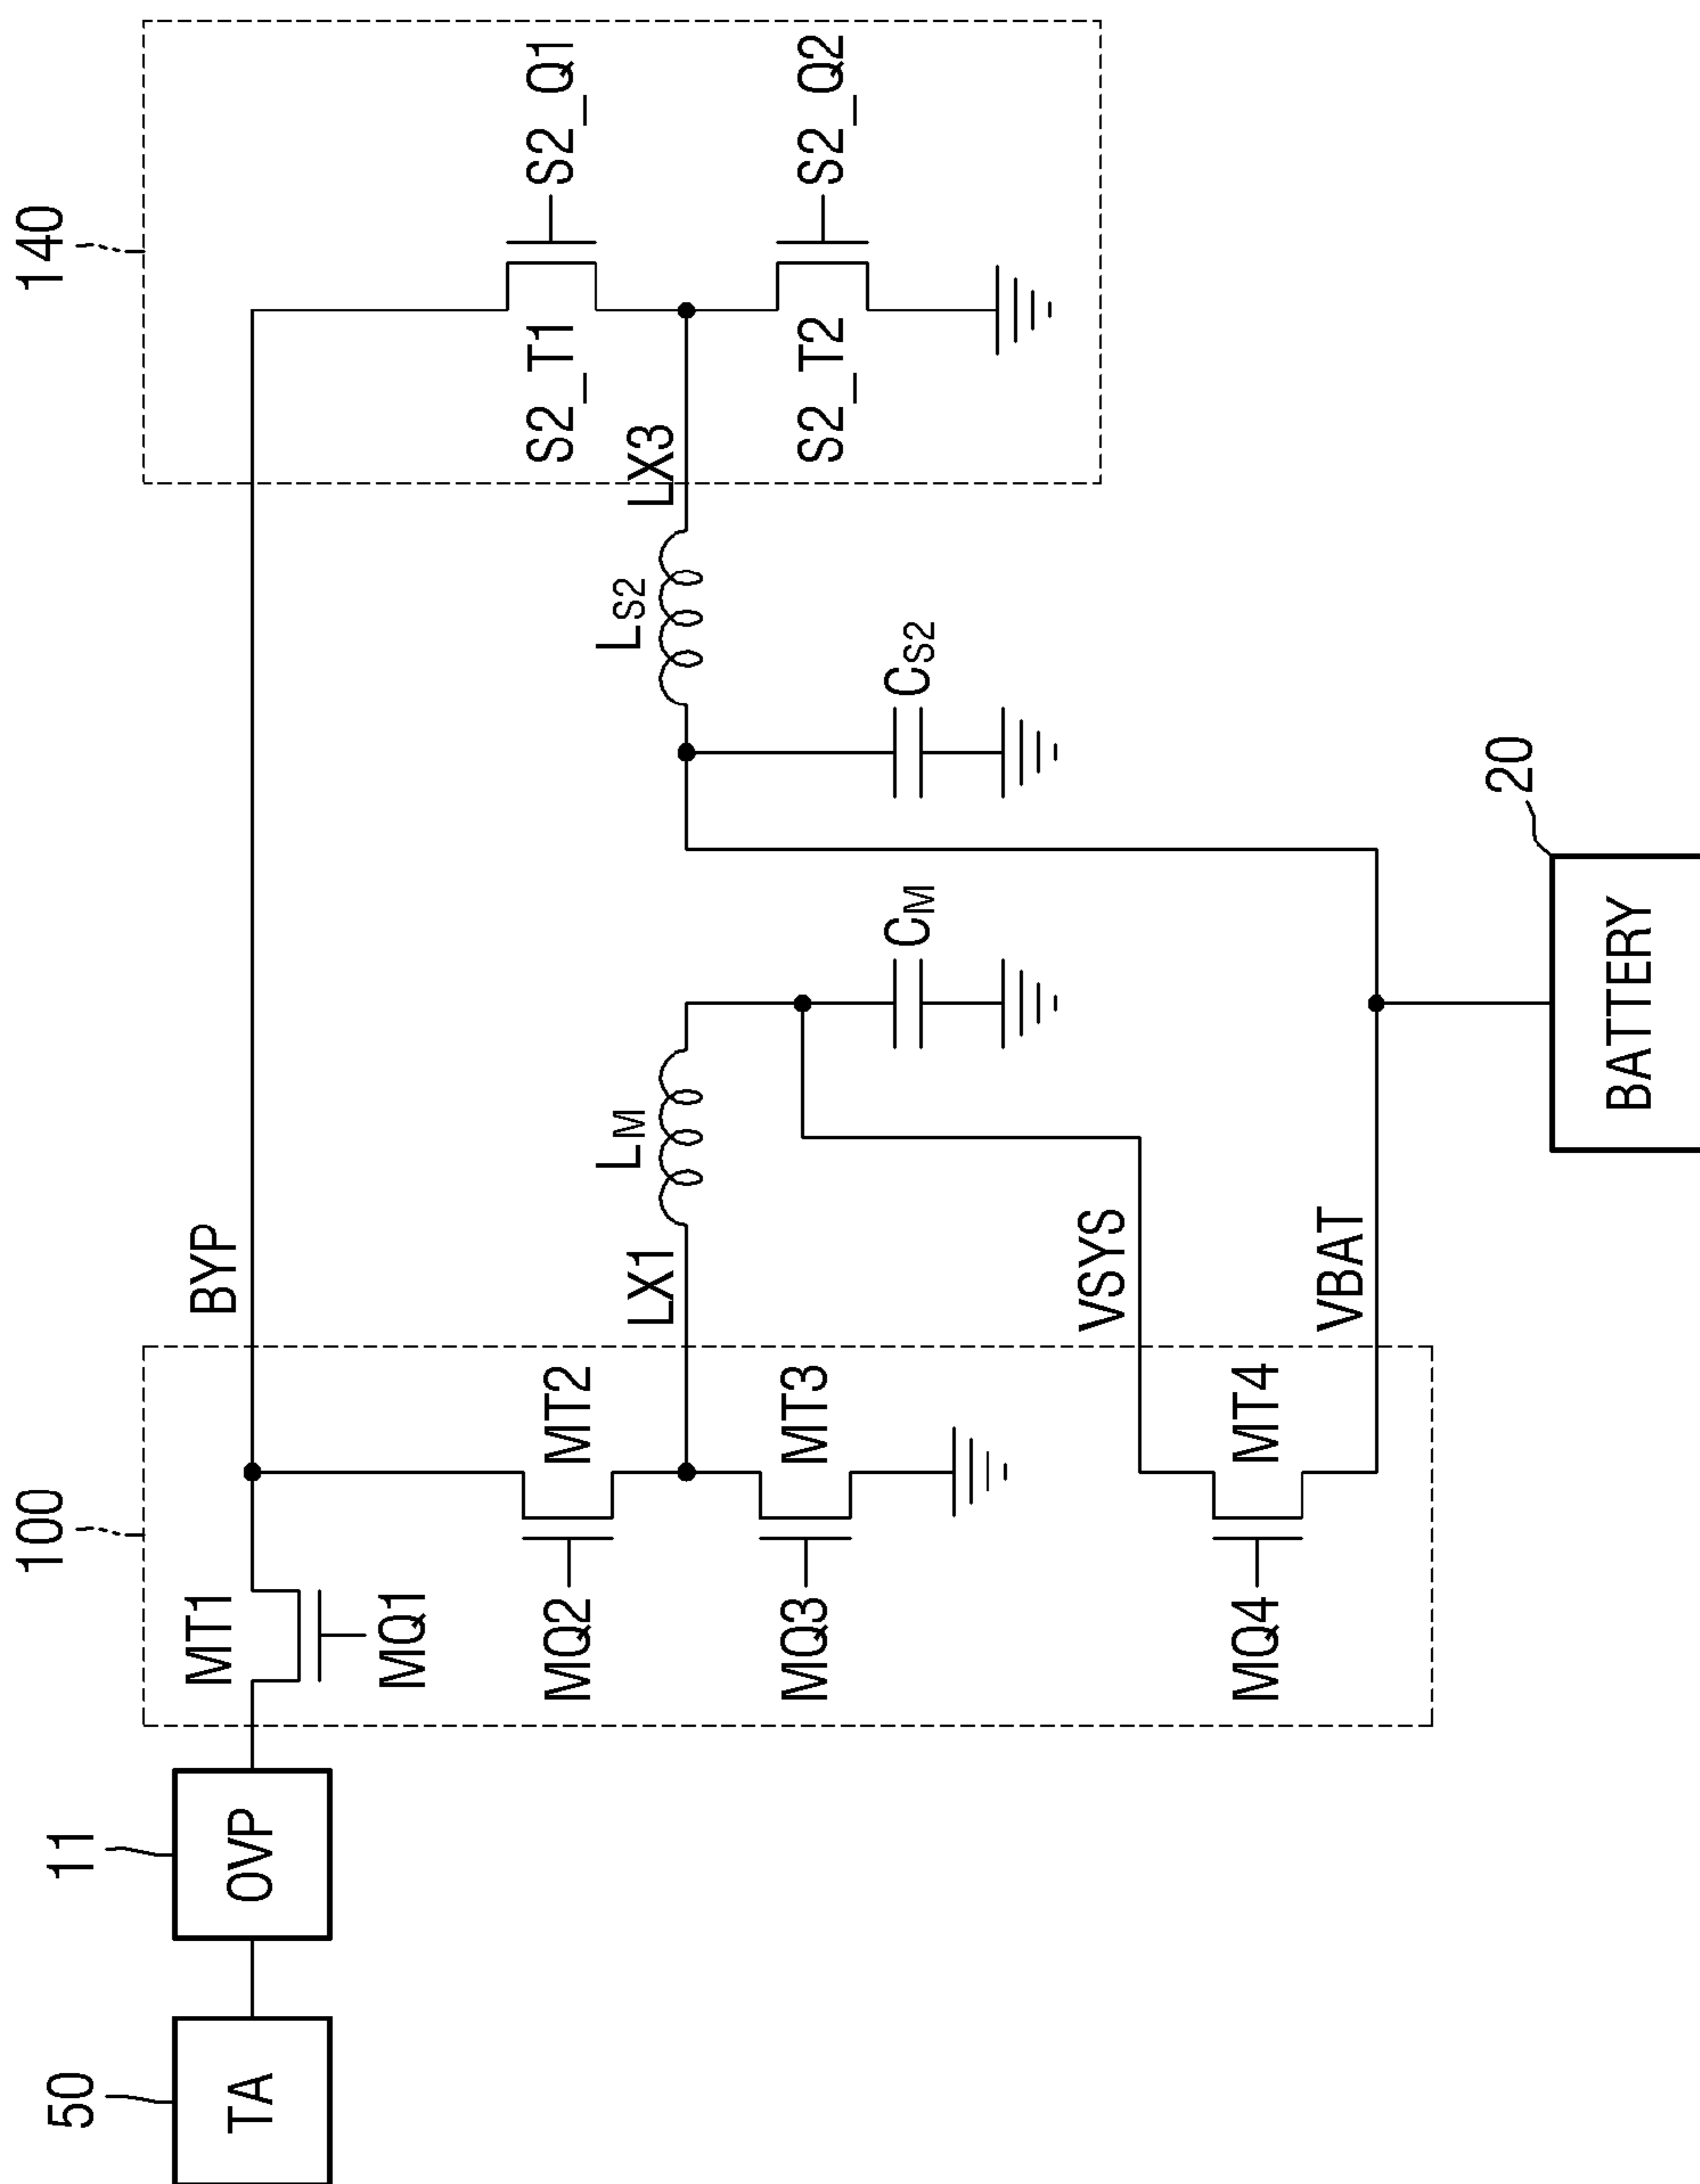 100
140
BYP
MT1
MQ1
50
TA
11
OVP
MQ2
MT2
S2_T1
S2_Q1
LX1
LM
LS2
LX3
MQ3
MT3
CM
CS2
S2_T2
S2_Q2
VSYS
MQ4
MT4
VBAT
20
BATTERY